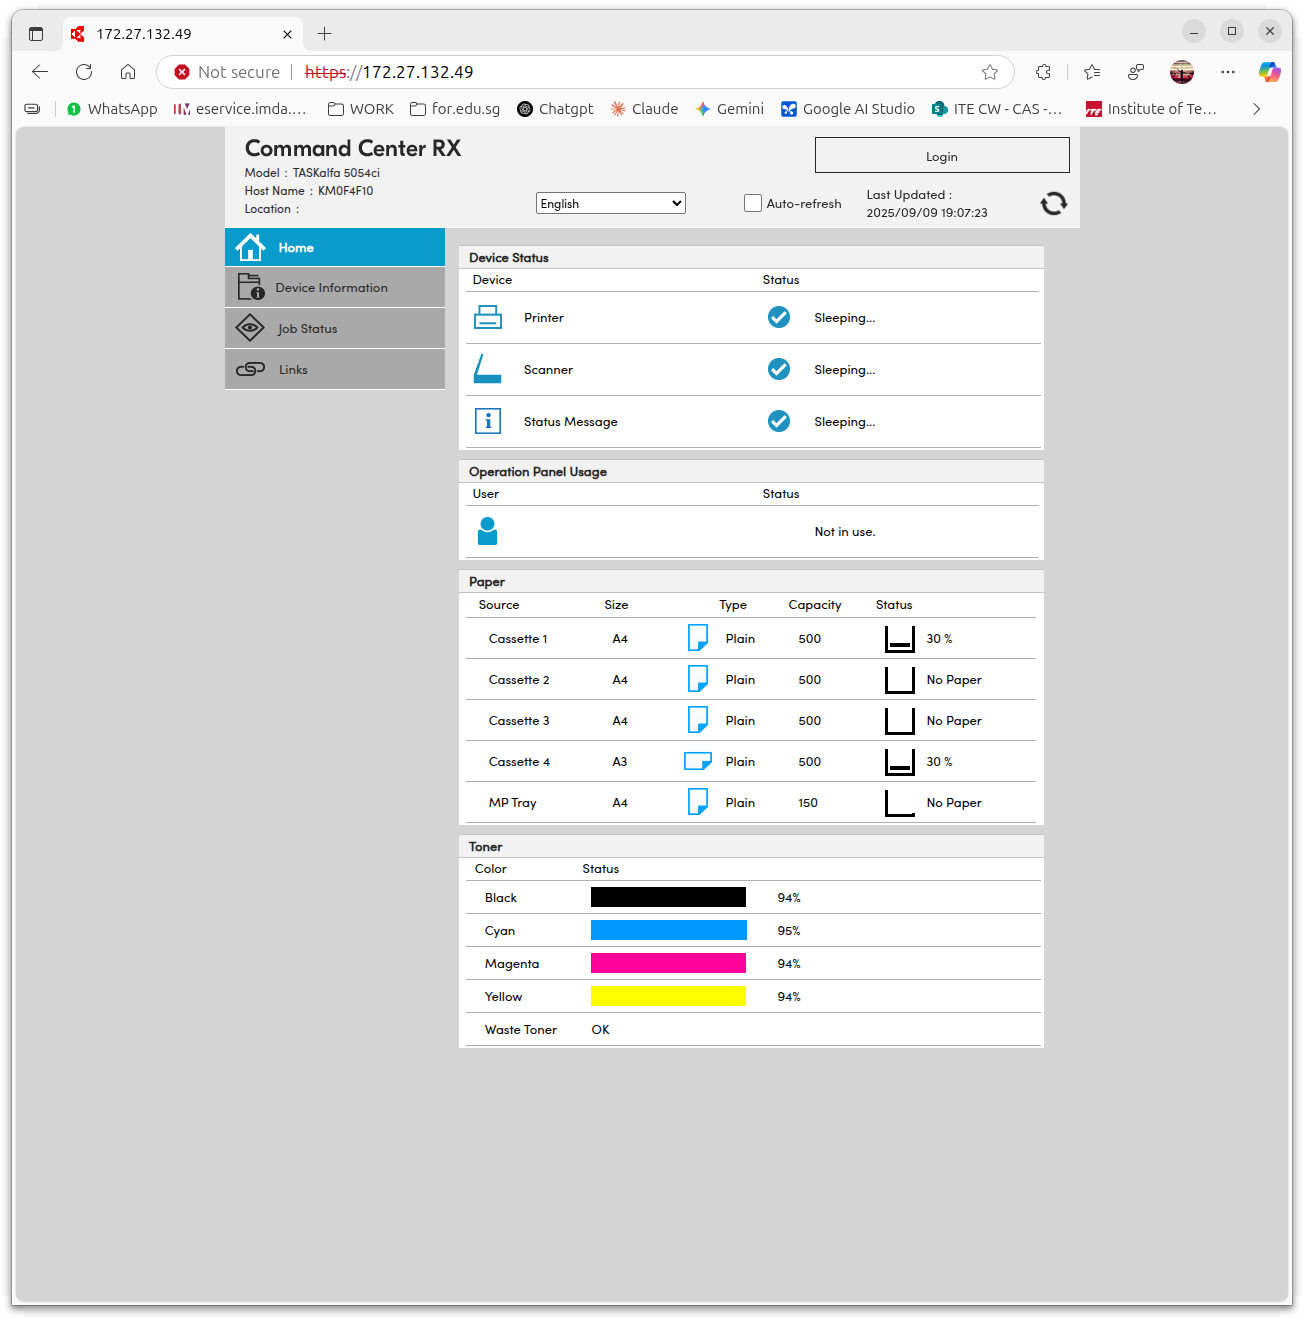 172.27.132.49
Not secure https://172.27.132.49
WhatsApp eservice.imda.... WORK for.edu.sg Chatgpt Claude Gemini Google AI Studio ITE CW - CAS -... Institute of Te...
Command Center RX
Model : TASKalfa 5054ci
Host Name : KM0F4F10
Location :
Login
English
Auto-refresh
Last Updated :
2025/09/09 19:07:23
Home
Device Information
Job Status
Links
Device Status
Device Status
Printer Sleeping...
Scanner Sleeping...
Status Message Sleeping...
Operation Panel Usage
User Status
Not in use.
Paper
Source Size Type Capacity Status
Cassette 1 A4 Plain 500 30 %
Cassette 2 A4 Plain 500 No Paper
Cassette 3 A4 Plain 500 No Paper
Cassette 4 A3 Plain 500 30 %
MP Tray A4 Plain 150 No Paper
Toner
Color Status
Black 94%
Cyan 95%
Magenta 94%
Yellow 94%
Waste Toner OK